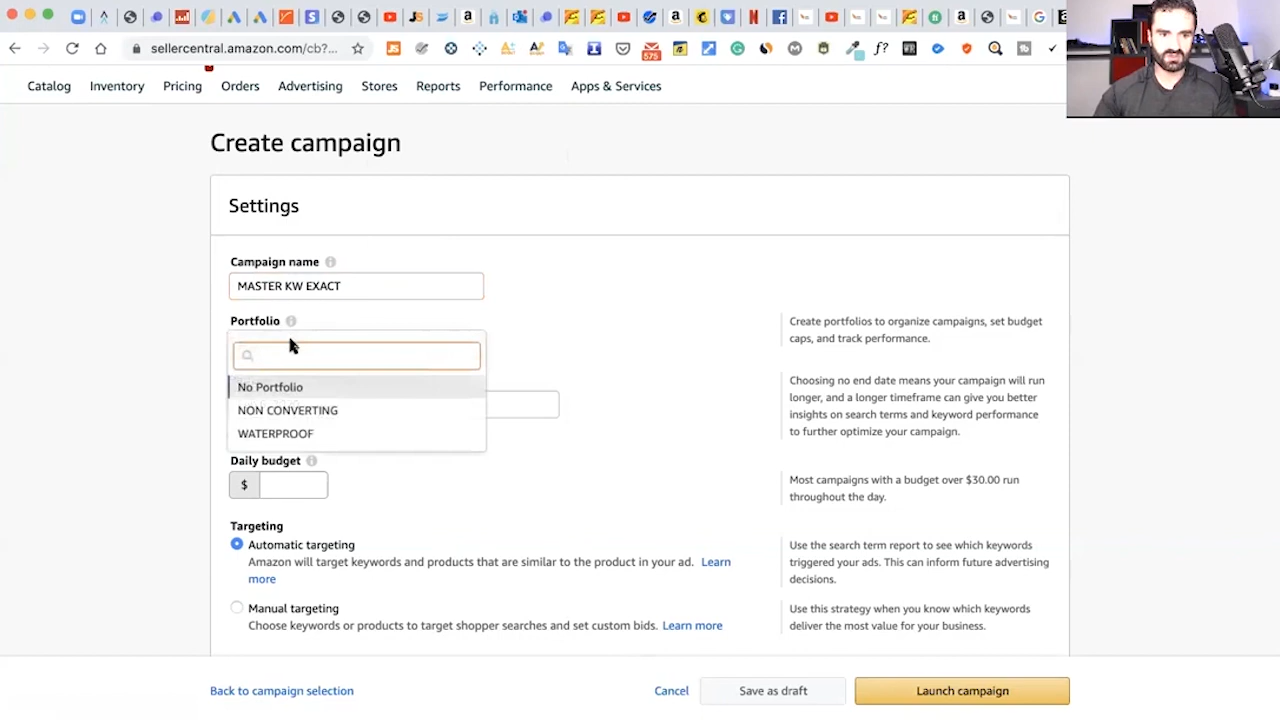 sellercentral.amazon.com/cb?...
575
f?
Catalog
Inventory
Pricing
Orders
Advertising
Stores
Reports
Performance
Apps & Services
Create campaign
Settings
Campaign name
MASTER KW EXACT
Portfolio
Create portfolios to organize campaigns, set budget
caps, and track performance.
No Portfolio
NON CONVERTING
WATERPROOF
Choosing no end date means your campaign will run
longer, and a longer timeframe can give you better
insights on search terms and keyword performance
to further optimize your campaign.
Daily budget
$
Most campaigns with a budget over $30.00 run
throughout the day.
Targeting
Automatic targeting
Amazon will target keywords and products that are similar to the product in your ad. Learn
more
Use the search term report to see which keywords
triggered your ads. This can inform future advertising
decisions.
Manual targeting
Choose keywords or products to target shopper searches and set custom bids. Learn more
Use this strategy when you know which keywords
deliver the most value for your business.
Back to campaign selection
Cancel
Save as draft
Launch campaign